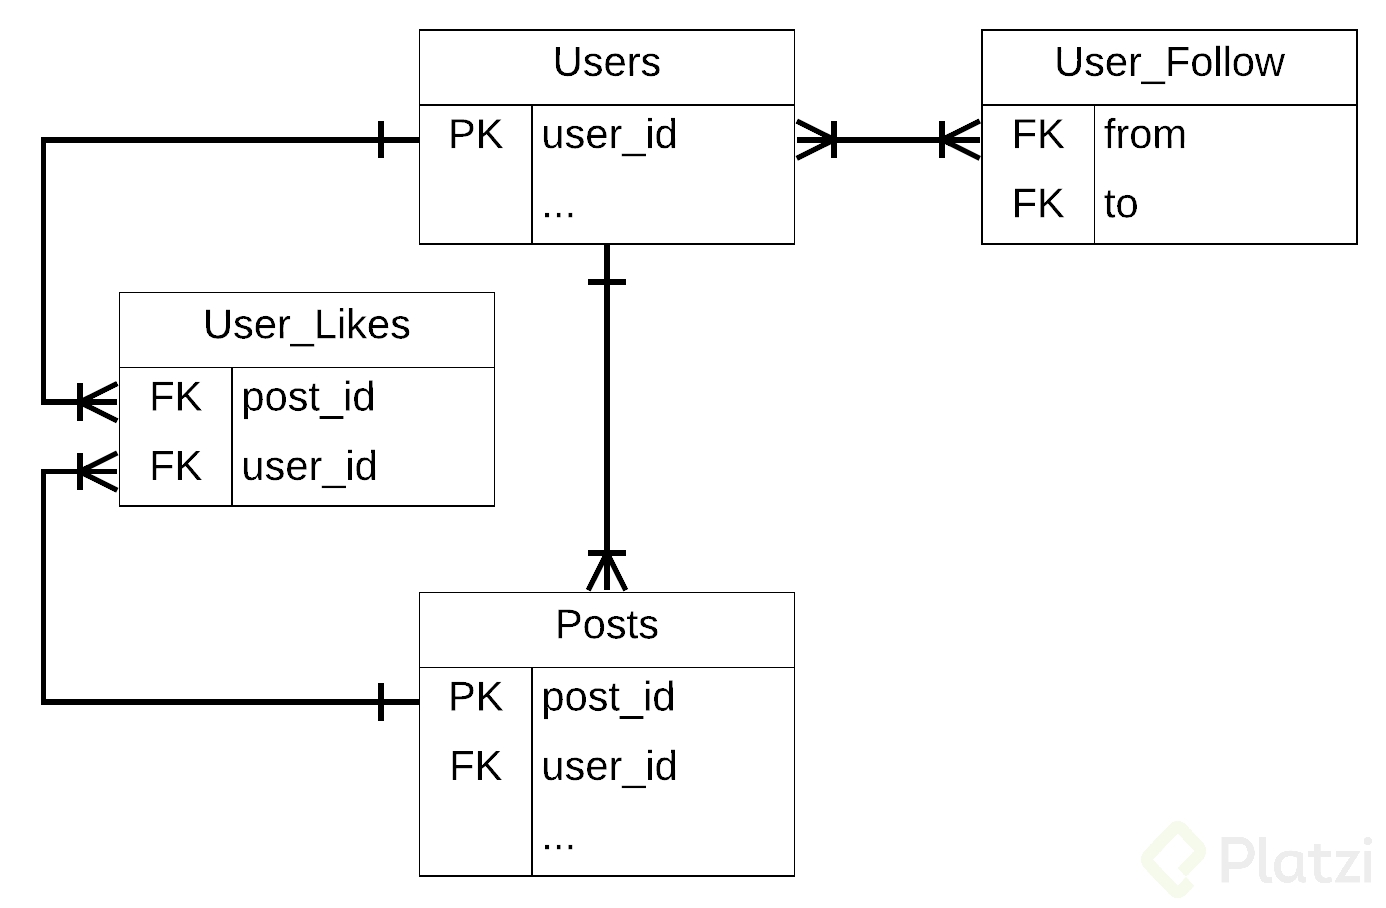 Users
PK user_id
...
User_Follow
FK from
FK to
User_Likes
FK post_id
FK user_id
Posts
PK post_id
FK user_id
...
Platzi